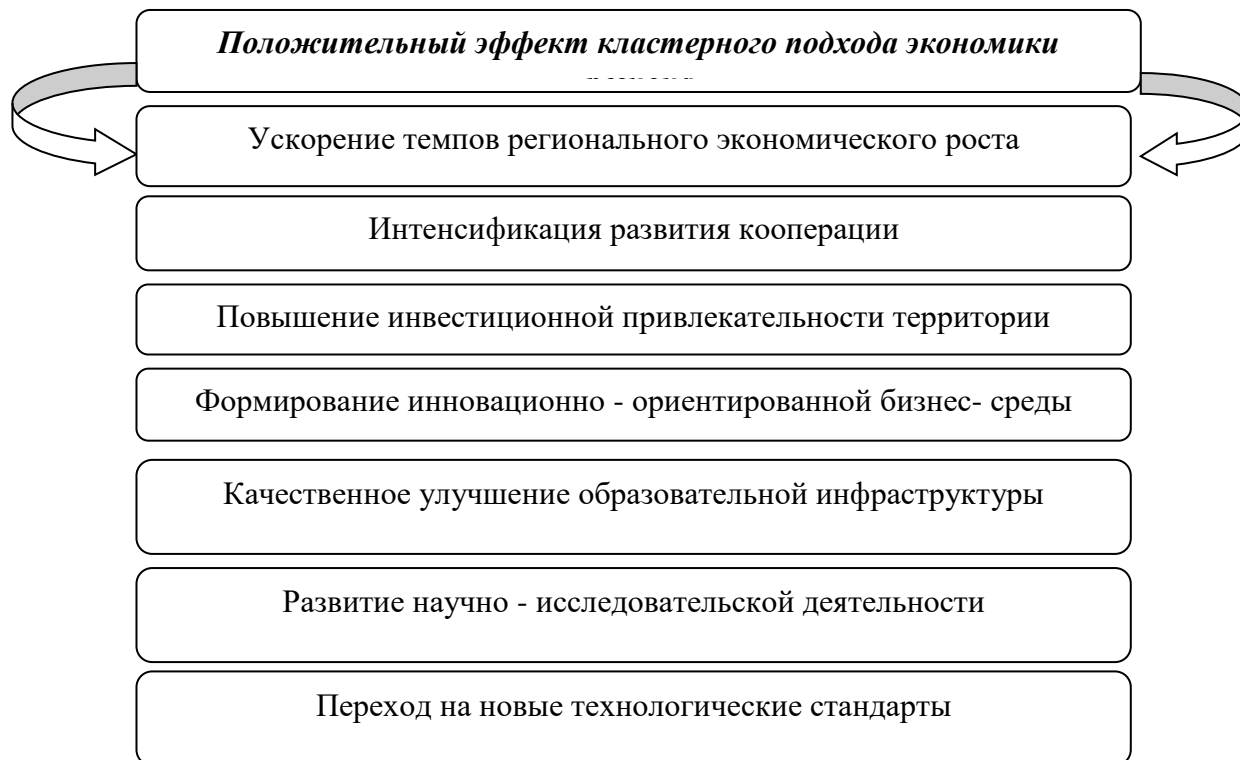 Положительный эффект кластерного подхода экономики
Ускорение темпов регионального экономического роста
Интенсификация развития кооперации
Повышение инвестиционной привлекательности территории
Формирование инновационно - ориентированной бизнес- среды
Качественное улучшение образовательной инфраструктуры
Развитие научно - исследовательской деятельности
Переход на новые технологические стандарты